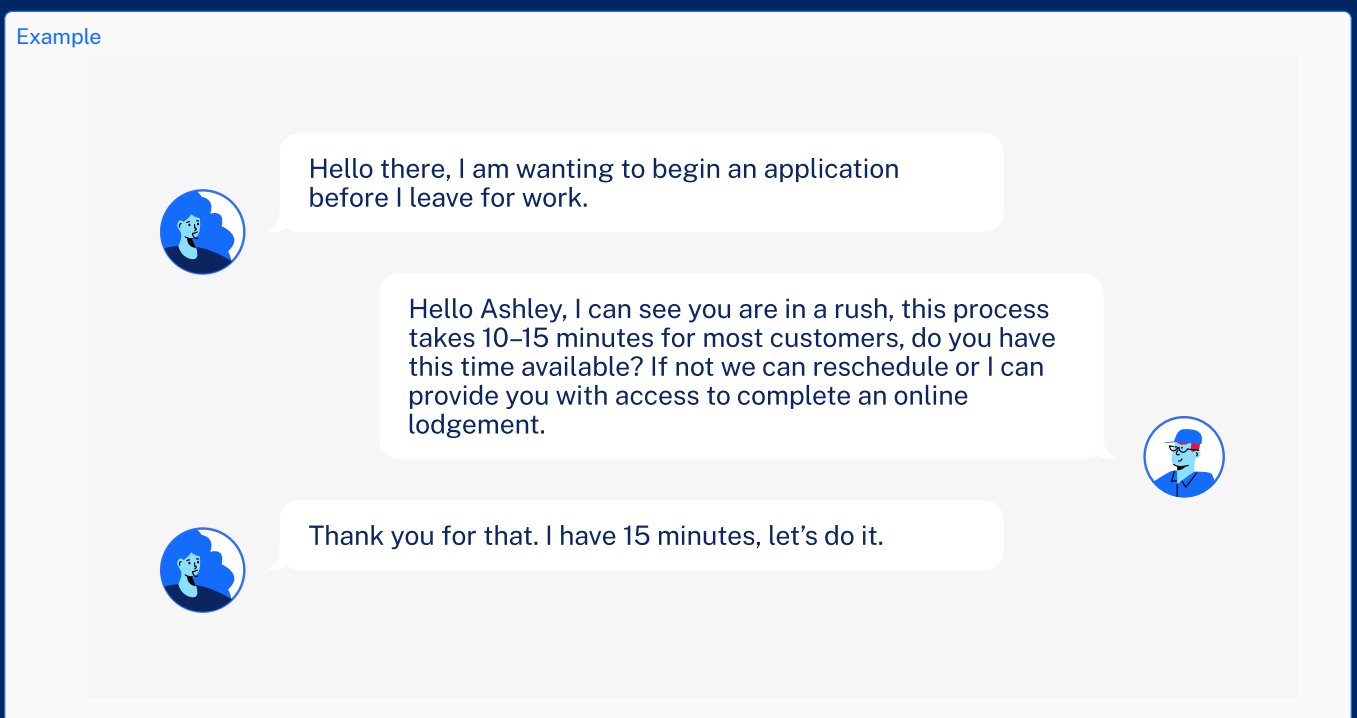 Example
Hello there, I am wanting to begin an application
before I leave for work.
Hello Ashley, I can see you are in a rush, this process
takes 10–15 minutes for most customers, do you have
this time available? If not we can reschedule or I can
provide you with access to complete an online
lodgement.
Thank you for that. I have 15 minutes, let’s do it.